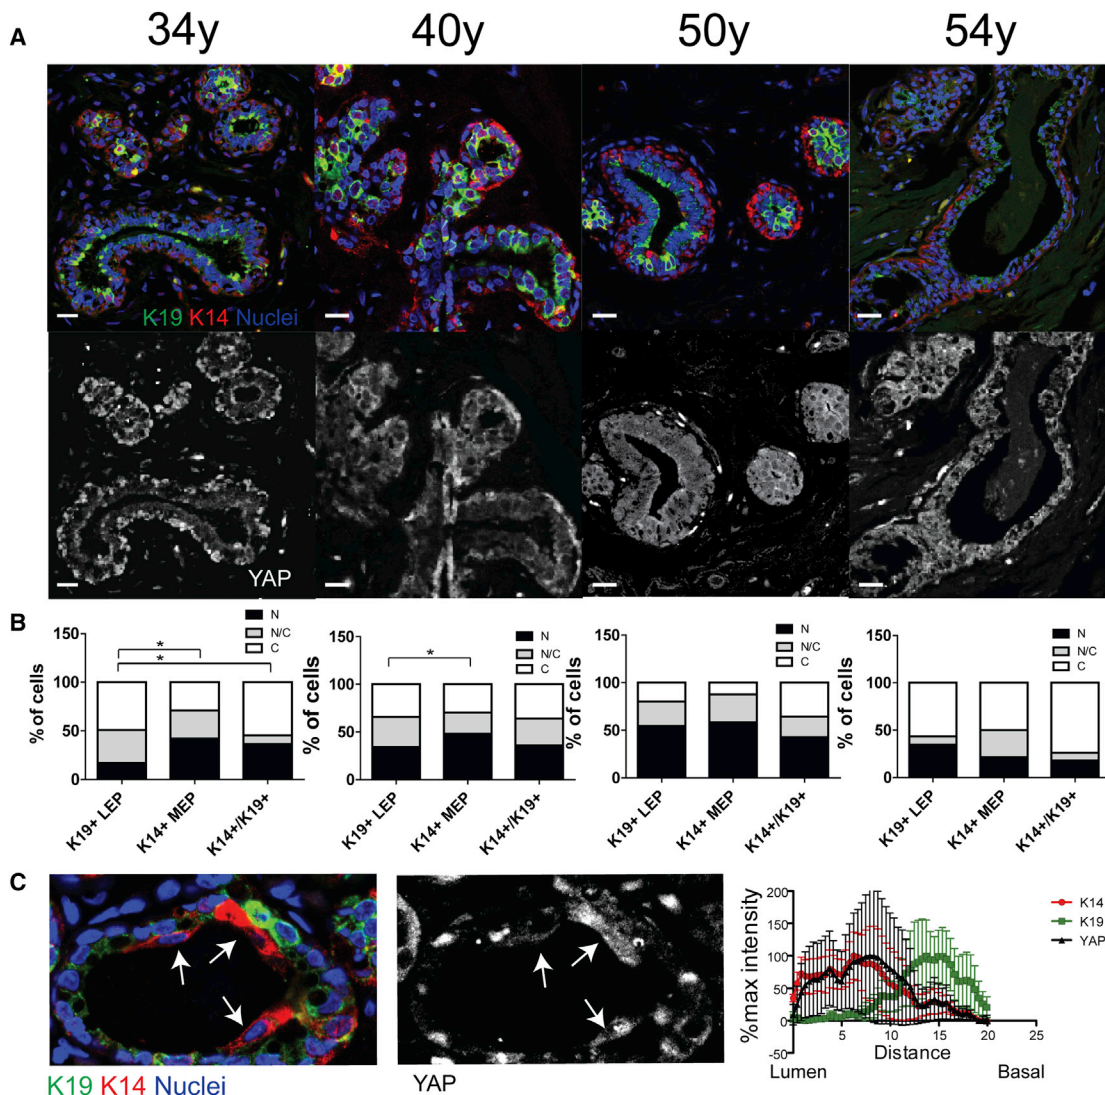 34y 40y 50y 54y
A
K19 K14 Nuclei
YAP
B
N
N/C
C
150
100
50
0
% of cells
*
*
K19+ LEP
K14+ MEP
K14+/K19+
N
N/C
C
150
100
50
0
% of cells
*
K19+ LEP
K14+ MEP
K14+/K19+
N
N/C
C
150
100
50
0
% of cells
K19+ LEP
K14+ MEP
K14+/K19+
N
N/C
C
150
100
50
0
% of cells
K19+ LEP
K14+ MEP
K14+/K19+
C
K19 K14 Nuclei
YAP
200
150
100
50
0
-50
%max intensity
5 10 15 20 25
Distance
Lumen Basal
K14
K19
YAP